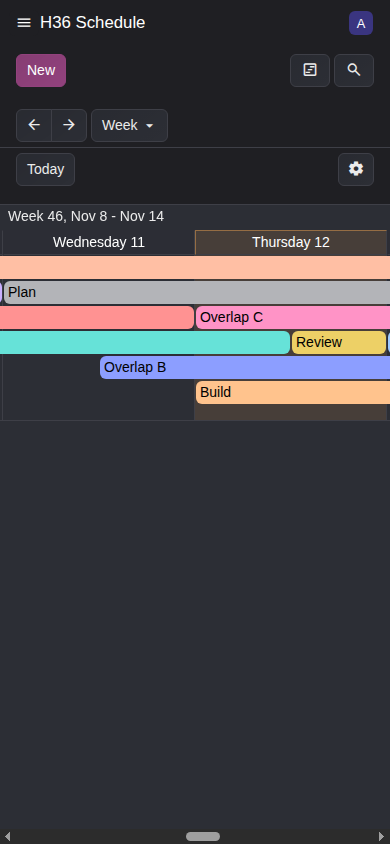 H36 Schedule
A
New
Week
Today
Week 46, Nov 8 - Nov 14
Wednesday 11
Thursday 12
Plan
Overlap C
Review
Overlap B
Build